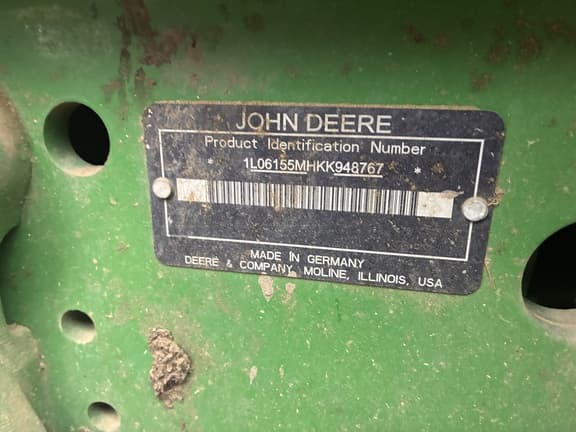 JOHN DEERE
Product Identification Number
* 1L06155MHKK948767 *
MADE IN GERMANY
DEERE & COMPANY, MOLINE, ILLINOIS, USA